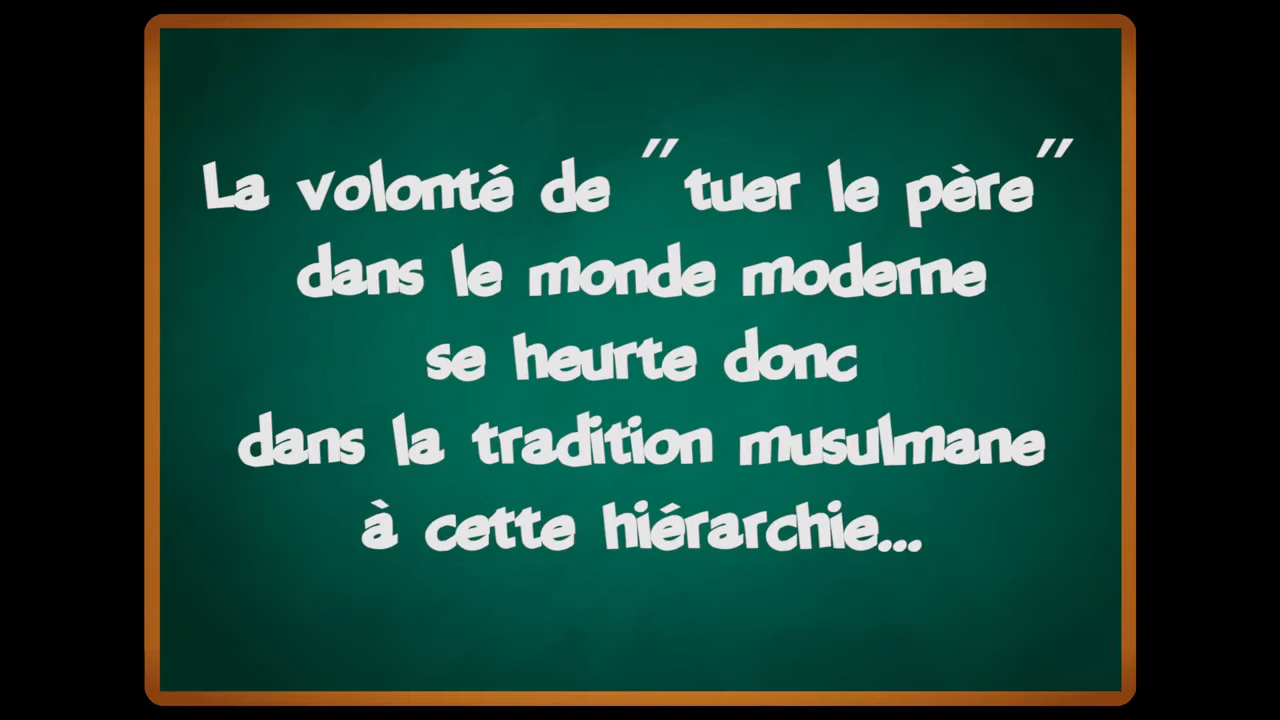 La volonté de "tuer le père"
dans le monde moderne
se heurte donc
dans la tradition musulmane
à cette hiérarchie...